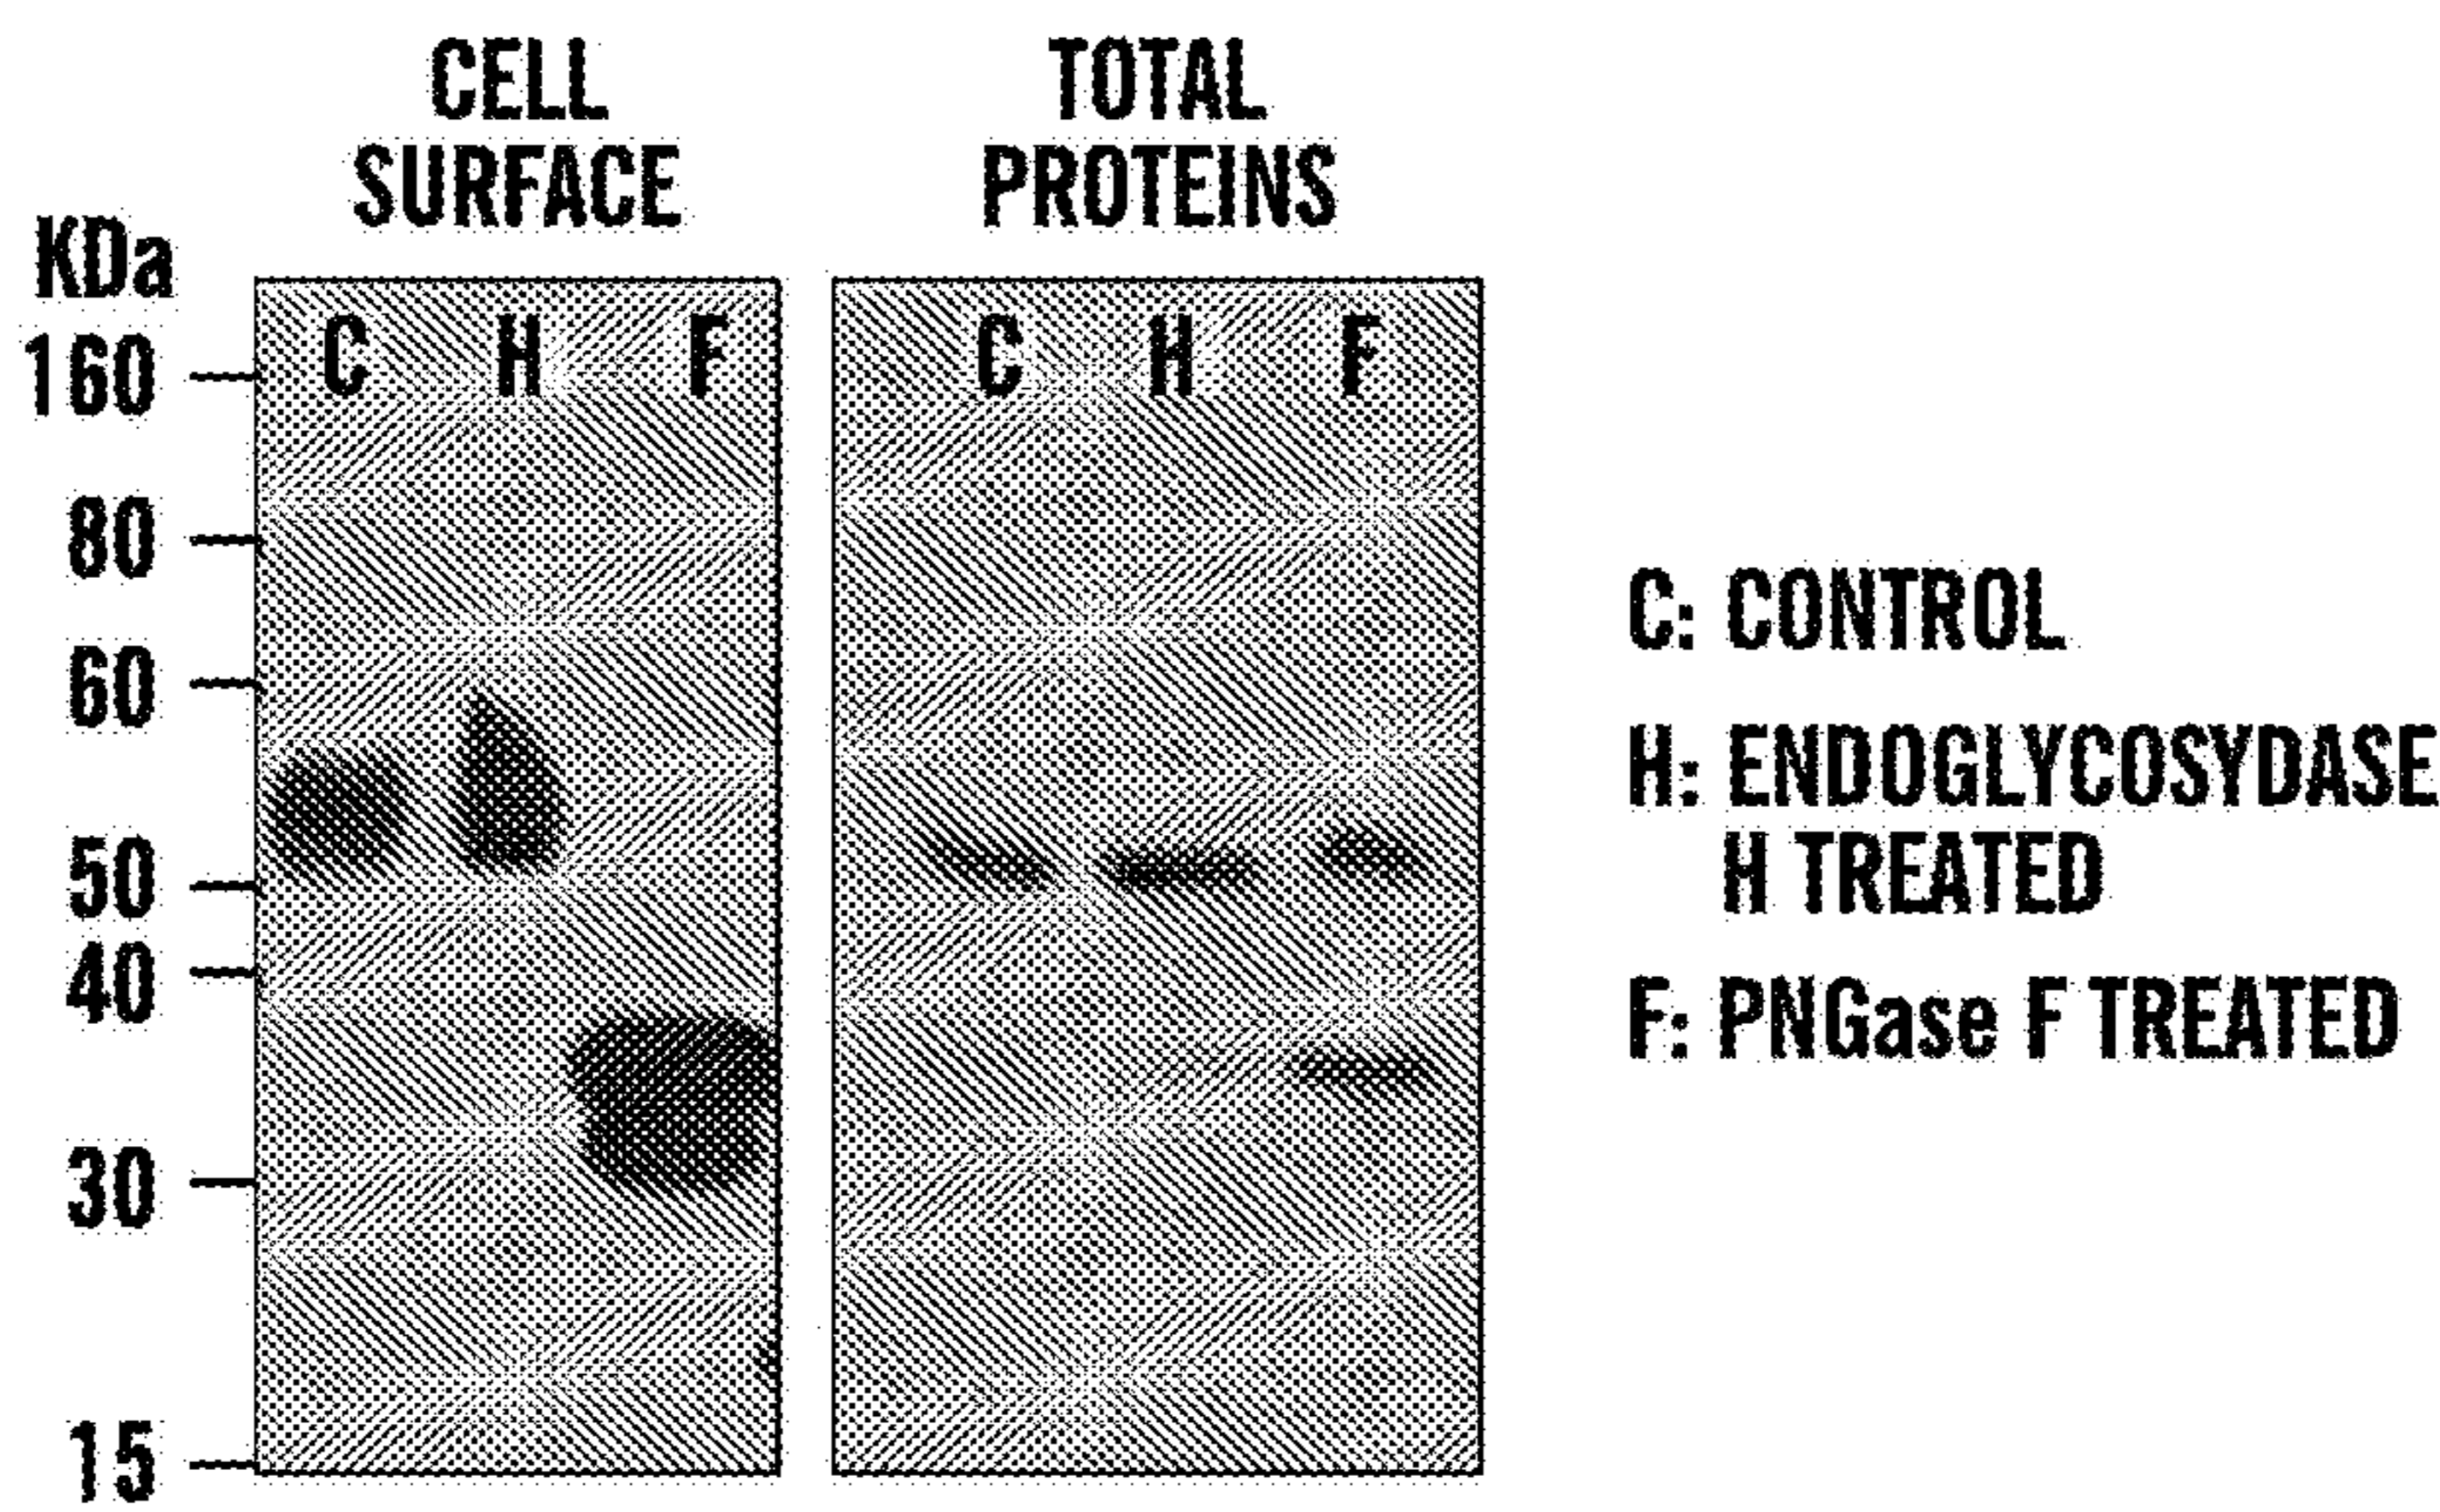 CELL
SURFACE
TOTAL
PROTEINS
KDa
160
80
60
50
40
30
15
C H F
C H F
C: CONTROL
H: ENDOGLYCOSYDASE
H TREATED
F: PNGase F TREATED